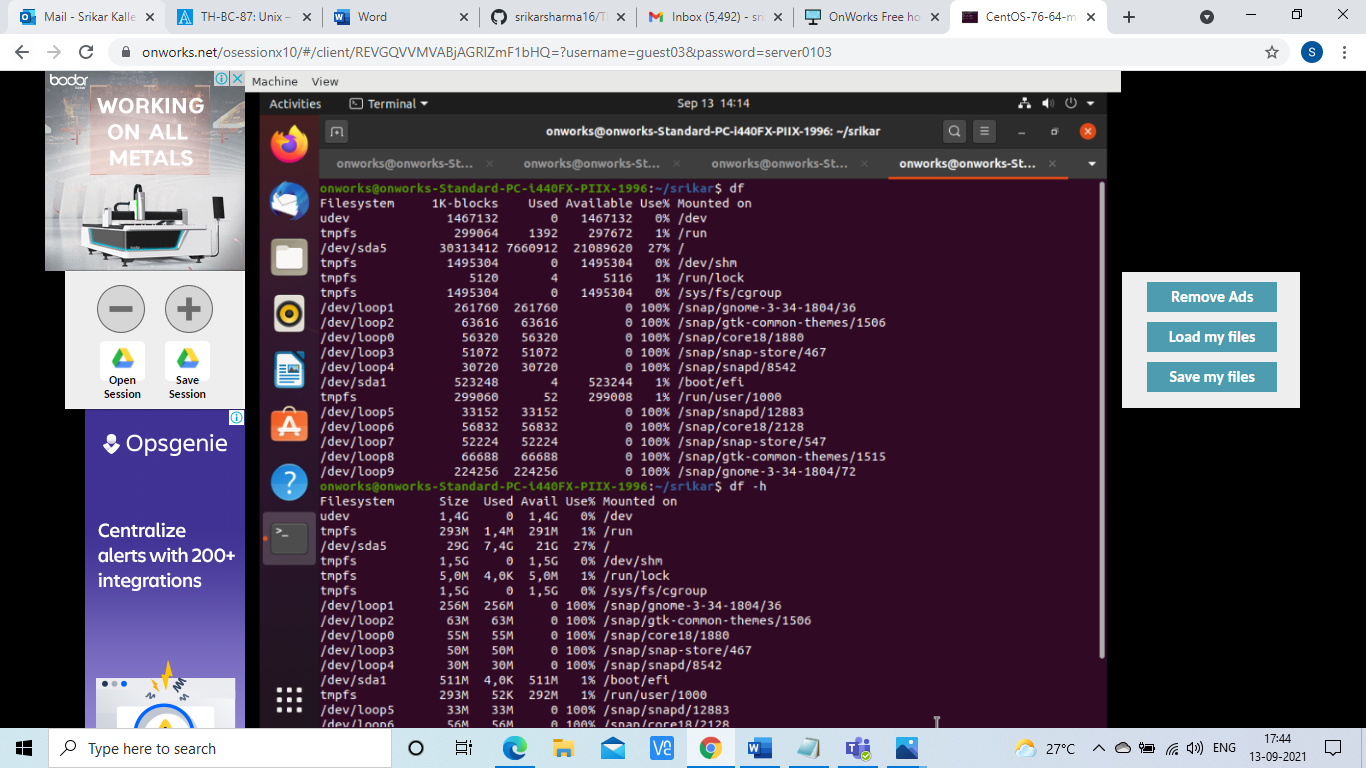 Mail - Srikar Kalle
TH-BC-87: Unix –
Word
srikarsharma16/T
Inbox (5,492) - sri
OnWorks Free ho
CentOS-76-64-m
onworks.net/osessionx10/#/client/REVGQVVMVABjAGRlZmF1bHQ=?username=guest03&password=server0103
S
bodor
WORKING
ON ALL
METALS
Open
Session
Save
Session
Opsgenie
Centralize
alerts with 200+
integrations
Machine View
Activities Terminal Sep 13 14:14
onworks@onworks-Standard-PC-i440FX-PIIX-1996: ~/srikar
onworks@onworks-St... onworks@onworks-St... onworks@onworks-St... onworks@onworks-St...
onworks@onworks-Standard-PC-i440FX-PIIX-1996:~/srikar$ df
Filesystem 1K-blocks Used Available Use% Mounted on
udev 1467132 0 1467132 0% /dev
tmpfs 299064 1392 297672 1% /run
/dev/sda5 30313412 7660912 21089620 27% /
tmpfs 1495304 0 1495304 0% /dev/shm
tmpfs 5120 4 5116 1% /run/lock
tmpfs 1495304 0 1495304 0% /sys/fs/cgroup
/dev/loop1 261760 261760 0 100% /snap/gnome-3-34-1804/36
/dev/loop2 63616 63616 0 100% /snap/gtk-common-themes/1506
/dev/loop0 56320 56320 0 100% /snap/core18/1880
/dev/loop3 51072 51072 0 100% /snap/snap-store/467
/dev/loop4 30720 30720 0 100% /snap/snapd/8542
/dev/sda1 523248 4 523244 1% /boot/efi
tmpfs 299060 52 299008 1% /run/user/1000
/dev/loop5 33152 33152 0 100% /snap/snapd/12883
/dev/loop6 56832 56832 0 100% /snap/core18/2128
/dev/loop7 52224 52224 0 100% /snap/snap-store/547
/dev/loop8 66688 66688 0 100% /snap/gtk-common-themes/1515
/dev/loop9 224256 224256 0 100% /snap/gnome-3-34-1804/72
onworks@onworks-Standard-PC-i440FX-PIIX-1996:~/srikar$ df -h
Filesystem Size Used Avail Use% Mounted on
udev 1,4G 0 1,4G 0% /dev
tmpfs 293M 1,4M 291M 1% /run
/dev/sda5 29G 7,4G 21G 27% /
tmpfs 1,5G 0 1,5G 0% /dev/shm
tmpfs 5,0M 4,0K 5,0M 1% /run/lock
tmpfs 1,5G 0 1,5G 0% /sys/fs/cgroup
/dev/loop1 256M 256M 0 100% /snap/gnome-3-34-1804/36
/dev/loop2 63M 63M 0 100% /snap/gtk-common-themes/1506
/dev/loop0 55M 55M 0 100% /snap/core18/1880
/dev/loop3 50M 50M 0 100% /snap/snap-store/467
/dev/loop4 30M 30M 0 100% /snap/snapd/8542
/dev/sda1 511M 4,0K 511M 1% /boot/efi
tmpfs 293M 52K 292M 1% /run/user/1000
/dev/loop5 33M 33M 0 100% /snap/snapd/12883
/dev/loop6 56M 56M 0 100% /snap/core18/2128
Remove Ads
Load my files
Save my files
Type here to search
27°C
ENG
17:44
13-09-2021